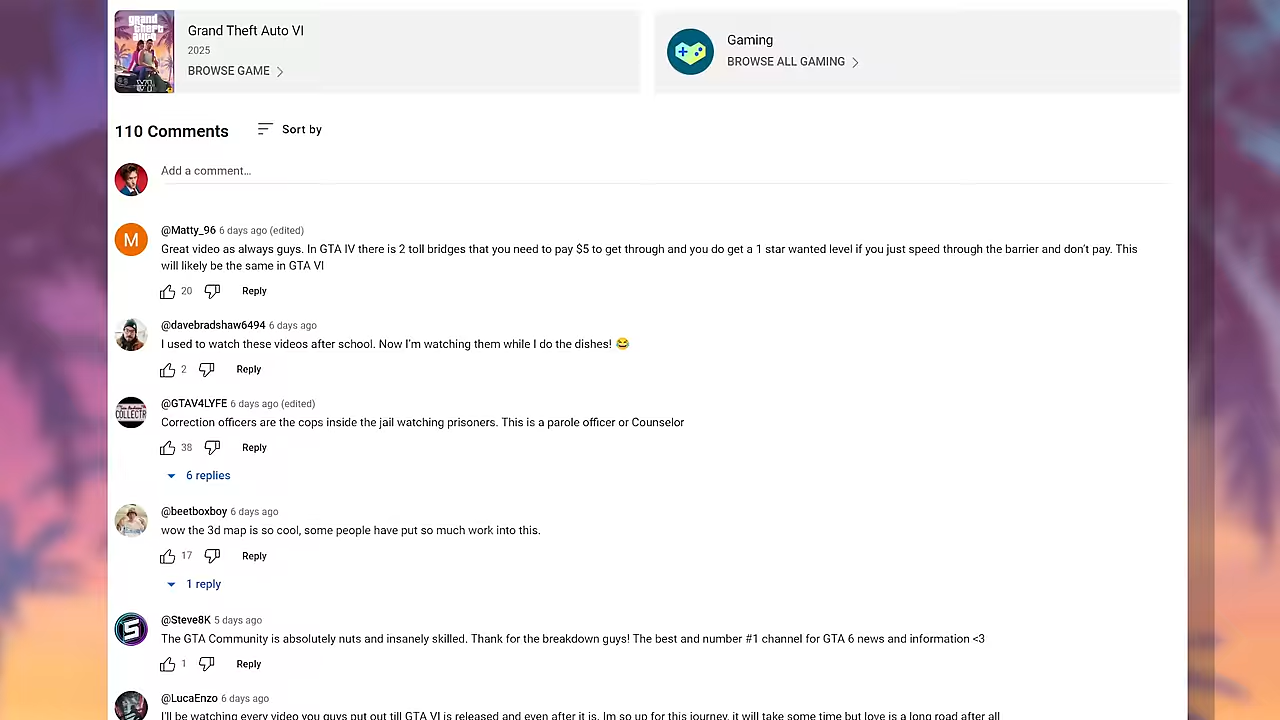 grand
theft
auto
VI
Grand Theft Auto VI
2025
BROWSE GAME
Gaming
BROWSE ALL GAMING
110 Comments
Sort by
Add a comment...
M
@Matty_96 6 days ago (edited)
Great video as always guys. In GTA IV there is 2 toll bridges that you need to pay $5 to get through and you do get a 1 star wanted level if you just speed through the barrier and don't pay. This
will likely be the same in GTA VI
20 Reply
@davebradshaw6494 6 days ago
I used to watch these videos after school. Now I'm watching them while I do the dishes! 😂
2 Reply
COLLECTR
@GTAV4LYFE 6 days ago (edited)
Correction officers are the cops inside the jail watching prisoners. This is a parole officer or Counselor
38 Reply
6 replies
@beetboxboy 6 days ago
wow the 3d map is so cool, some people have put so much work into this.
17 Reply
1 reply
S
@Steve8K 5 days ago
The GTA Community is absolutely nuts and insanely skilled. Thank for the breakdown guys! The best and number #1 channel for GTA 6 news and information <3
1 Reply
@LucaEnzo 6 days ago
I'll be watching every video you guys put out till GTA VI is released and even after it is. Im so up for this journey, it will take some time but love is a long road after all